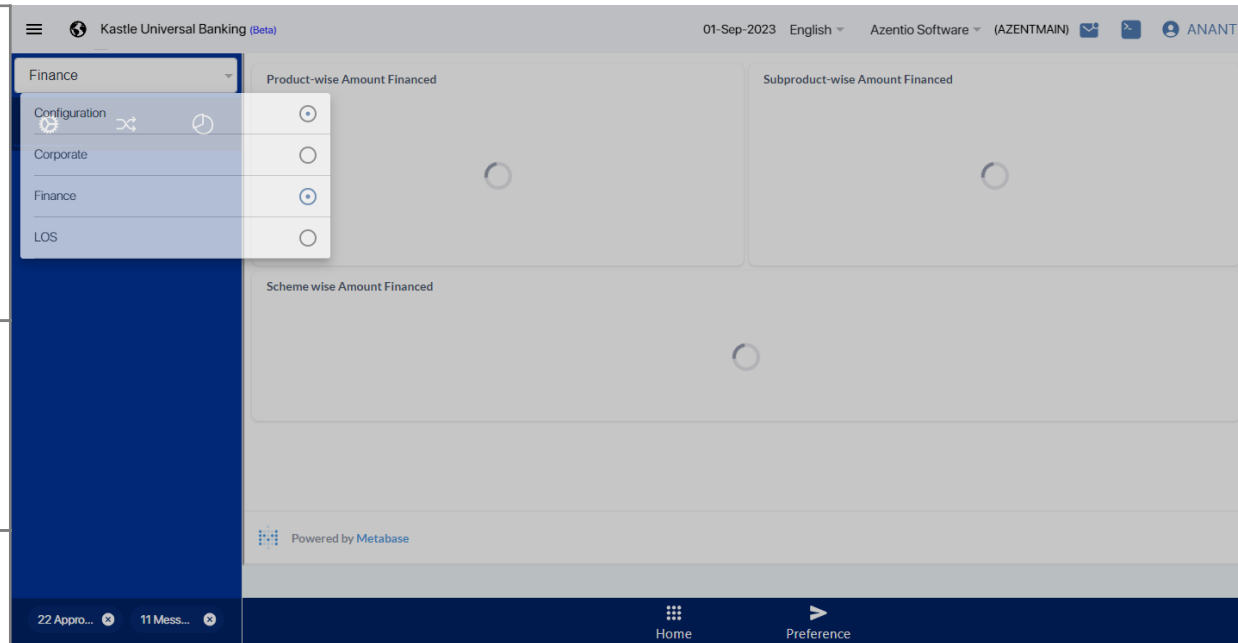 Kastle Universal Banking (Beta) 01-Sep-2023 English Azentio Software (AZENTMAIN) ANANT
Finance
Product-wise Amount Financed Subproduct-wise Amount Financed
Configuration
Corporate
Finance
LOS
Scheme wise Amount Financed
Powered by Metabase
22 Appro... 11 Mess...
Home Preference